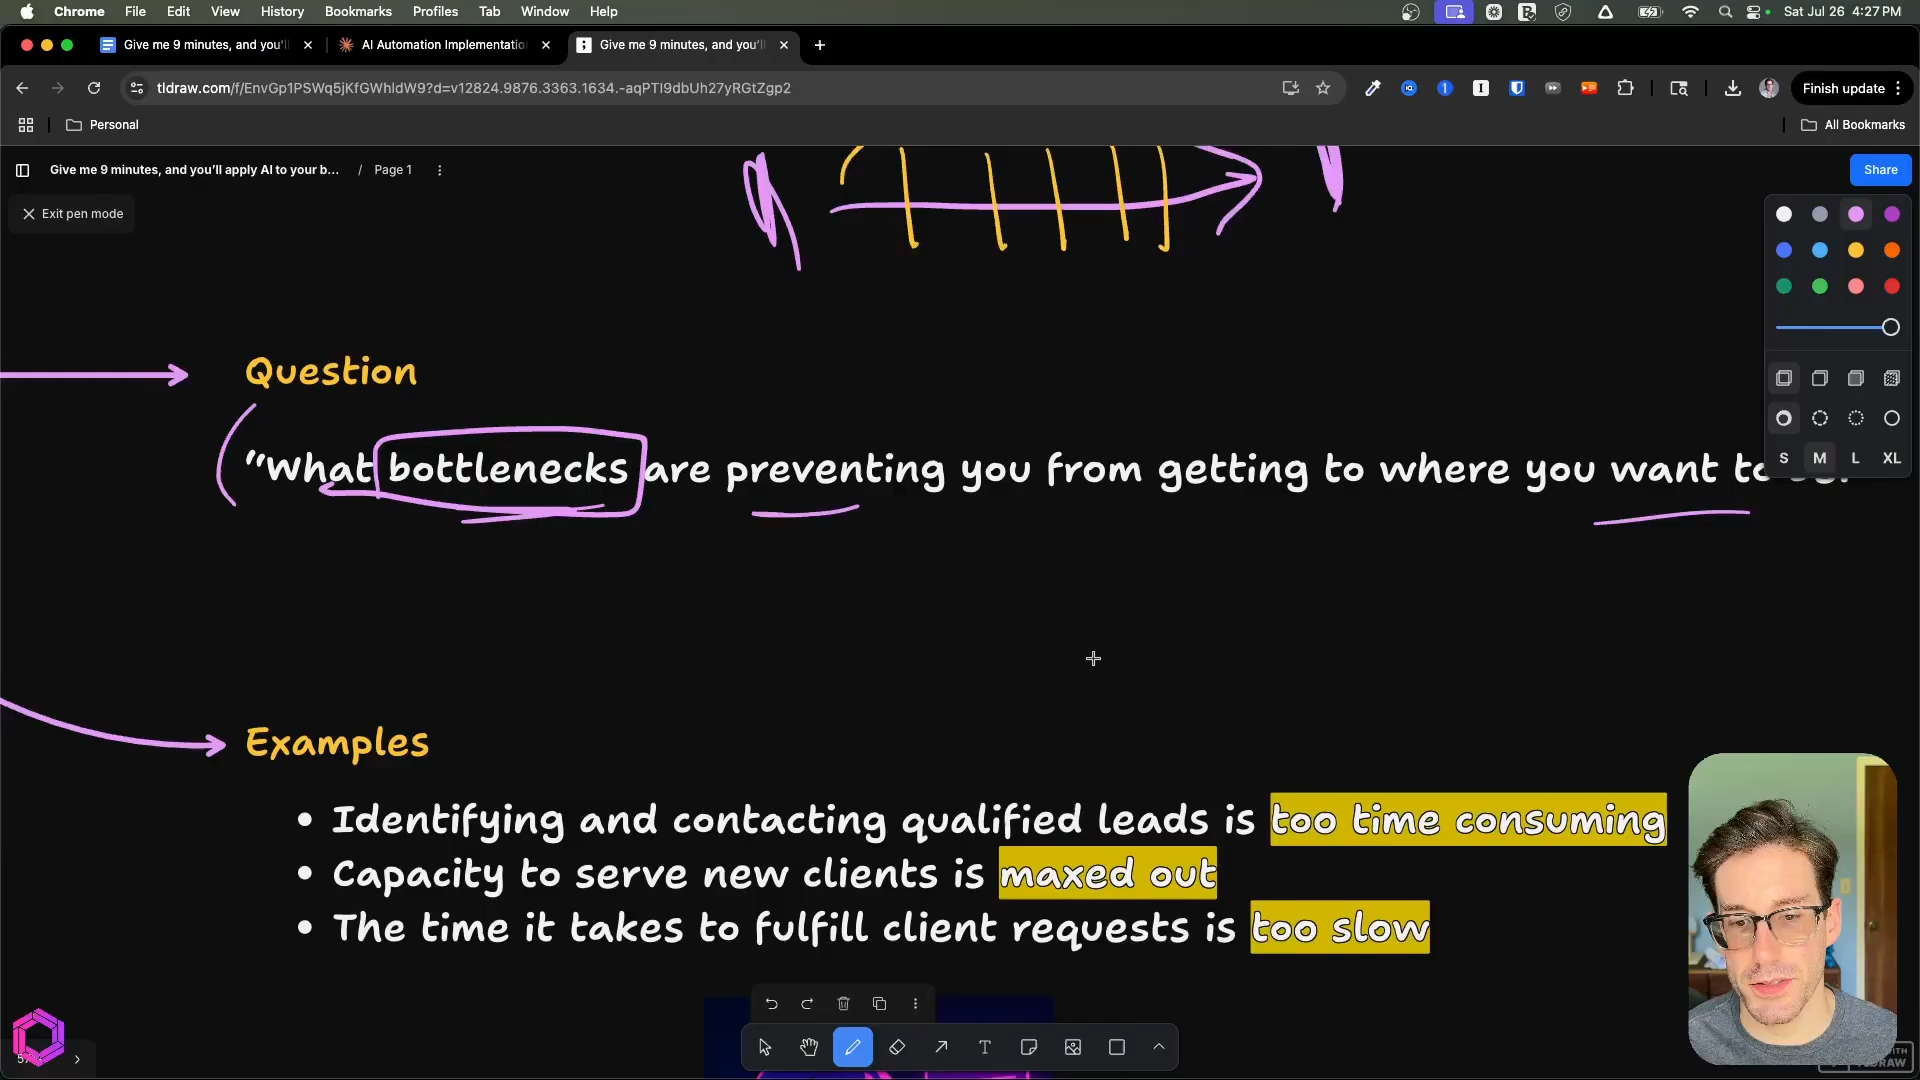 Chrome File Edit View History Bookmarks Profiles Tab Window Help Sat Jul 26 4:27 PM
Give me 9 minutes, and you'l AI Automation Implementatio Give me 9 minutes, and you'l
tldraw.com/f/EnvGp1PSWq5jKfGWhldW9?d=v12824.9876.3363.1634.-aqPTl9dbUh27yRGtZgp2 Finish update
Personal All Bookmarks
Give me 9 minutes, and you'll apply AI to your b... / Page 1 Share
Exit pen mode
Question
"What bottlenecks are preventing you from getting to where you want to
S M L XL
Examples
• Identifying and contacting qualified leads is too time consuming
• Capacity to serve new clients is maxed out
• The time it takes to fulfill client requests is too slow